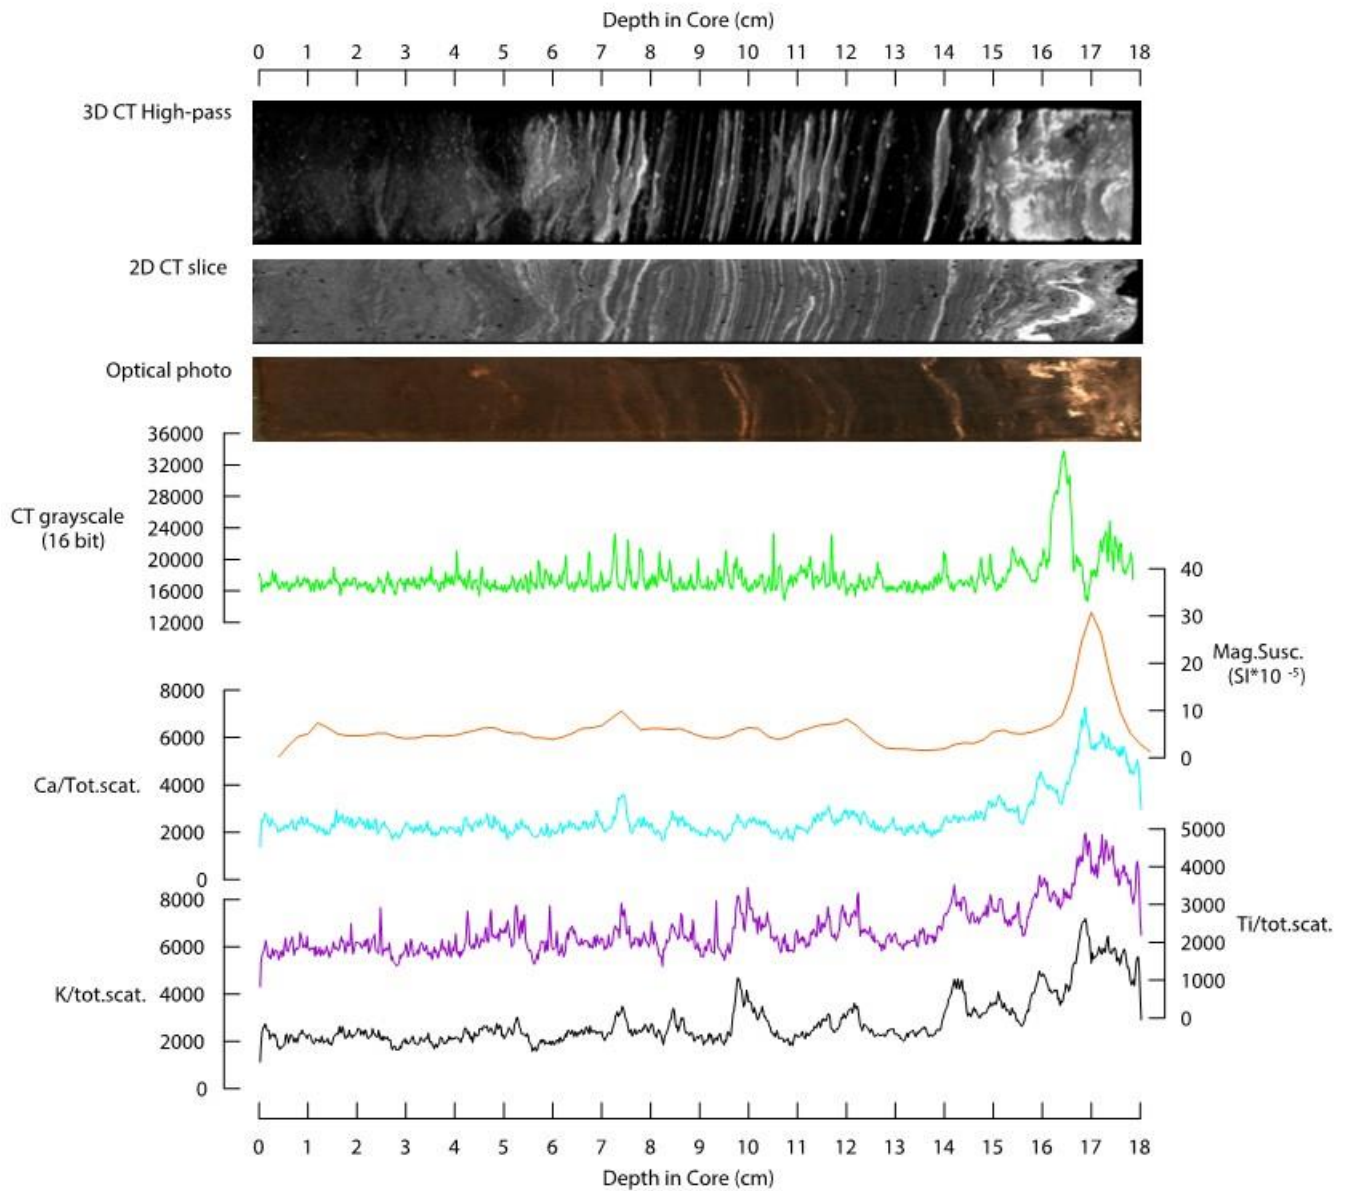 Depth in Core (cm)
0 1 2 3 4 5 6 7 8 9 10 11 12 13 14 15 16 17 18
3D CT High-pass
2D CT slice
Optical photo
36000
32000
28000
24000
20000
16000
12000
CT grayscale
(16 bit)
40
30
20
10
0
Mag.Susc.
(SI*10 -5)
8000
6000
4000
2000
0
Ca/Tot.scat.
5000
4000
3000
2000
1000
0
Ti/tot.scat.
8000
6000
4000
2000
0
K/tot.scat.
0 1 2 3 4 5 6 7 8 9 10 11 12 13 14 15 16 17 18
Depth in Core (cm)